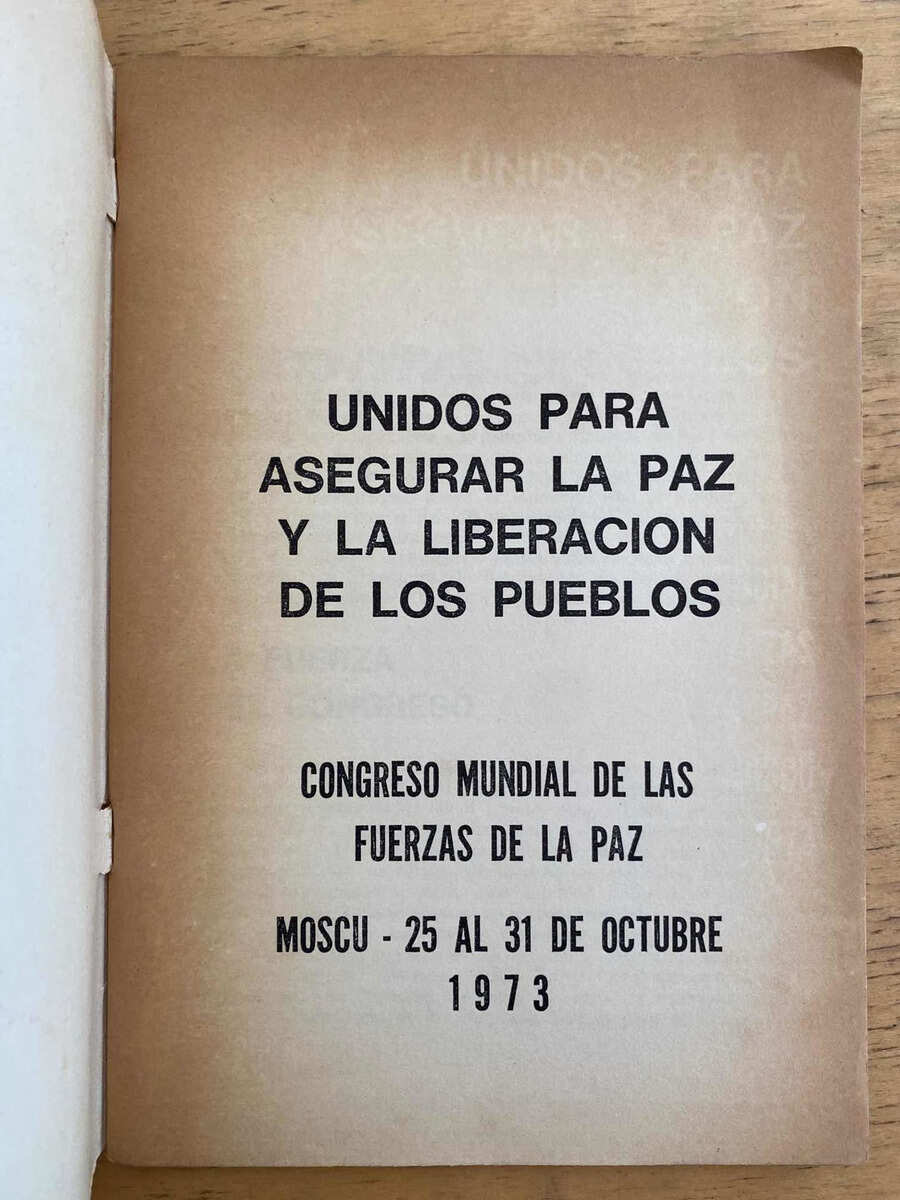 UNIDOS PARA
ASEGURAR LA PAZ
Y LA LIBERACION
DE LOS PUEBLOS
CONGRESO MUNDIAL DE LAS
FUERZAS DE LA PAZ
MOSCU - 25 AL 31 DE OCTUBRE
1973